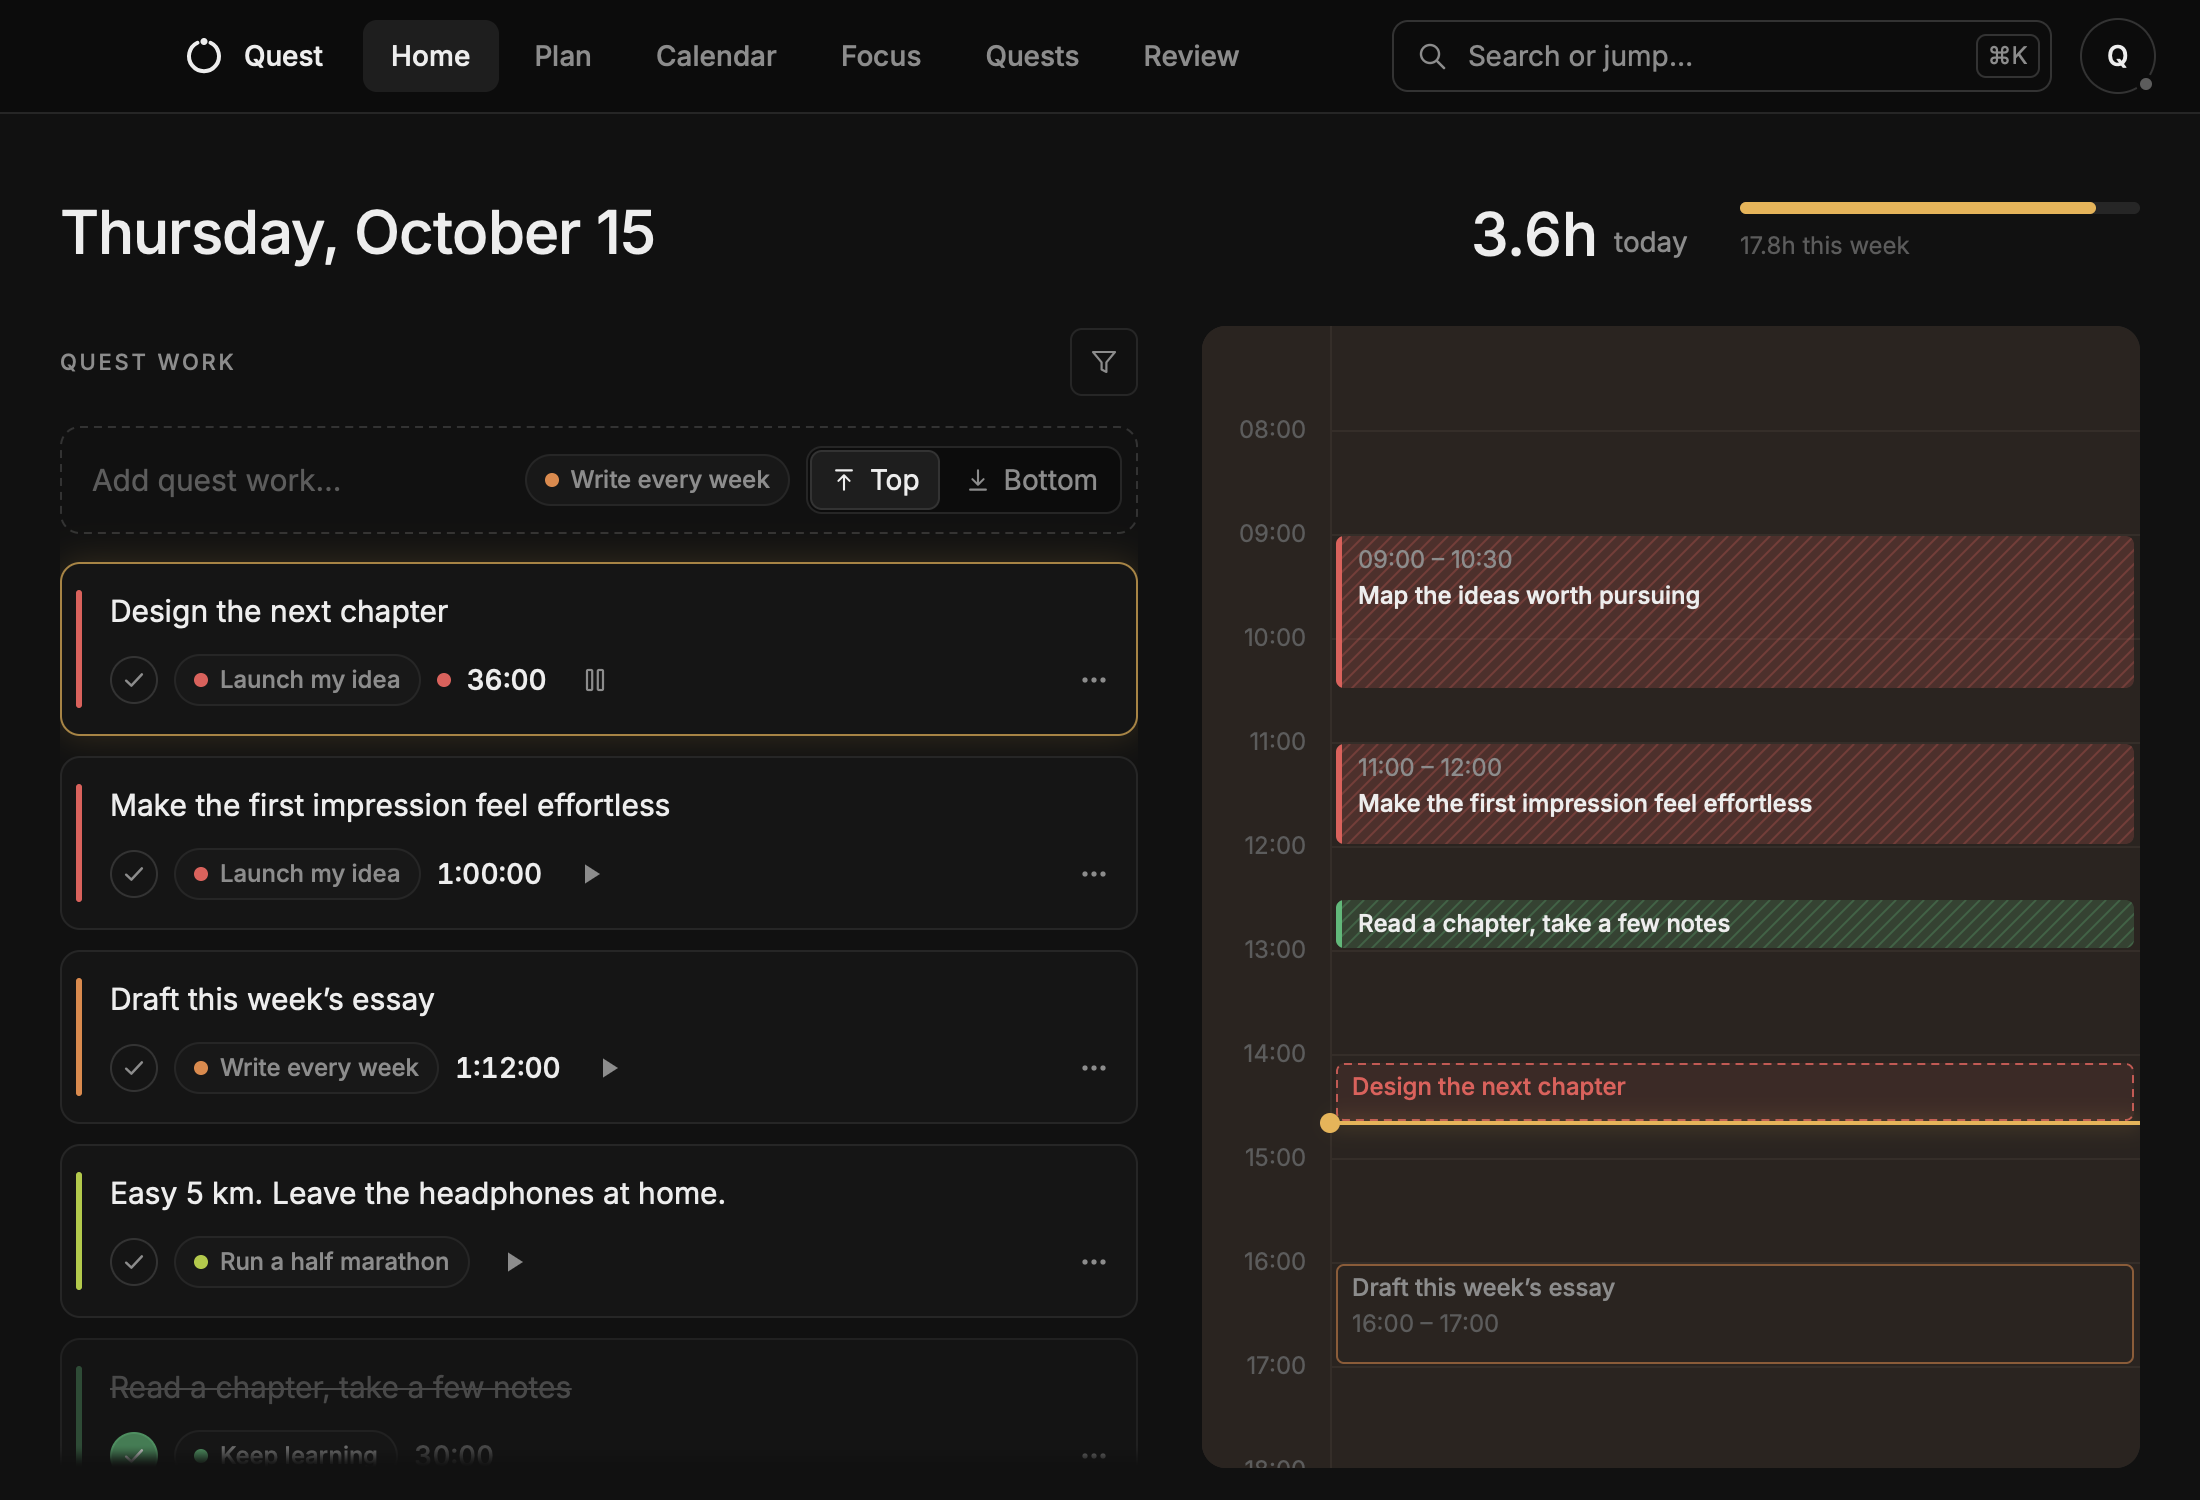 Quest
Home
Plan
Calendar
Focus
Quests
Review
Search or jump...
⌘K
Q
Thursday, October 15
3.6h today
17.8h this week
QUEST WORK
Add quest work...
Write every week
Top
Bottom
Design the next chapter
Launch my idea
36:00
Make the first impression feel effortless
Launch my idea
1:00:00
Draft this week’s essay
Write every week
1:12:00
Easy 5 km. Leave the headphones at home.
Run a half marathon
Read a chapter, take a few notes
Keep learning
30:00
08:00
09:00
09:00 – 10:30
Map the ideas worth pursuing
10:00
11:00
11:00 – 12:00
Make the first impression feel effortless
12:00
Read a chapter, take a few notes
13:00
14:00
Design the next chapter
15:00
16:00
Draft this week’s essay
16:00 – 17:00
17:00
18:00